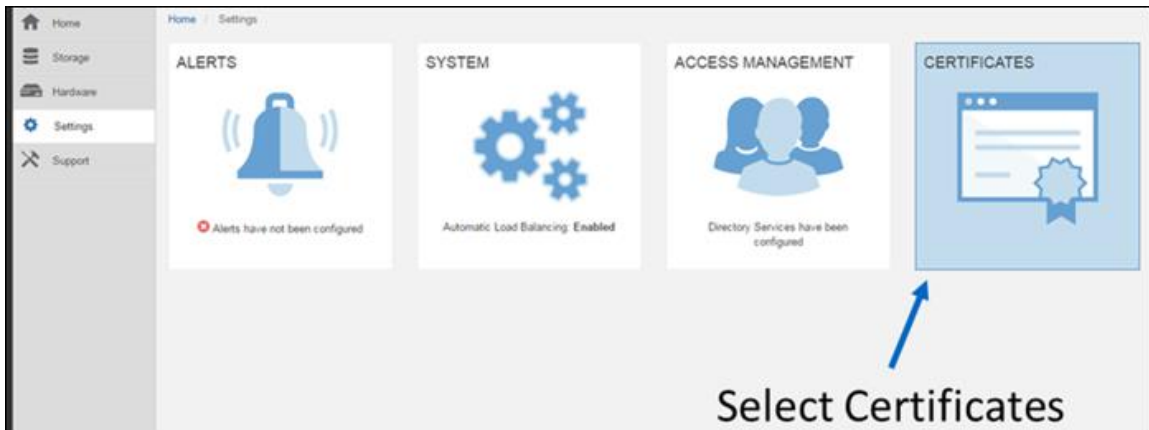 Home
Storage
Hardware
Settings
Support
Home / Settings
ALERTS
Alerts have not been configured
SYSTEM
Automatic Load Balancing: Enabled
ACCESS MANAGEMENT
Directory Services have been
configured
CERTIFICATES
Select Certificates